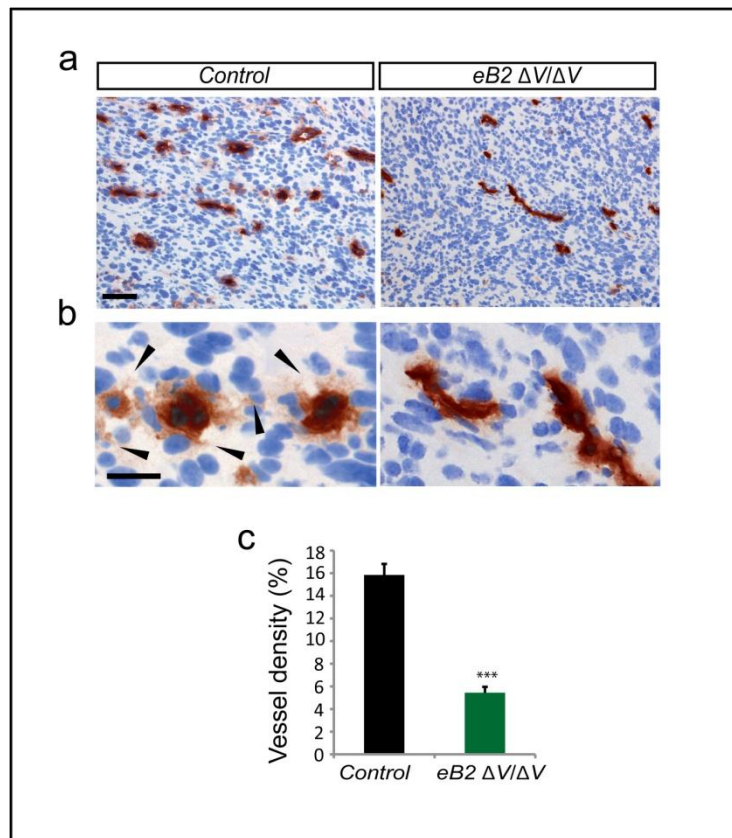 a
Control
eB2 ΔV/ΔV
b
c
Vessel density (%)
18
16
14
12
10
8
6
4
2
0
***
Control
eB2 ΔV/ΔV